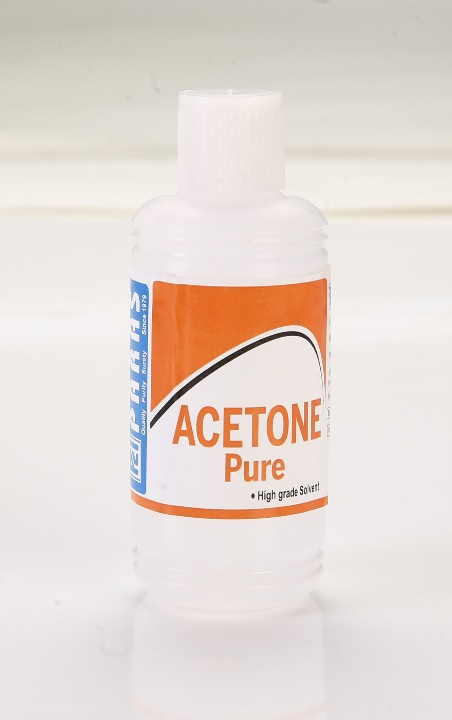 PARAS
Quality Purity Surety Since 1979
ACETONE
Pure
♦ High grade Solvent